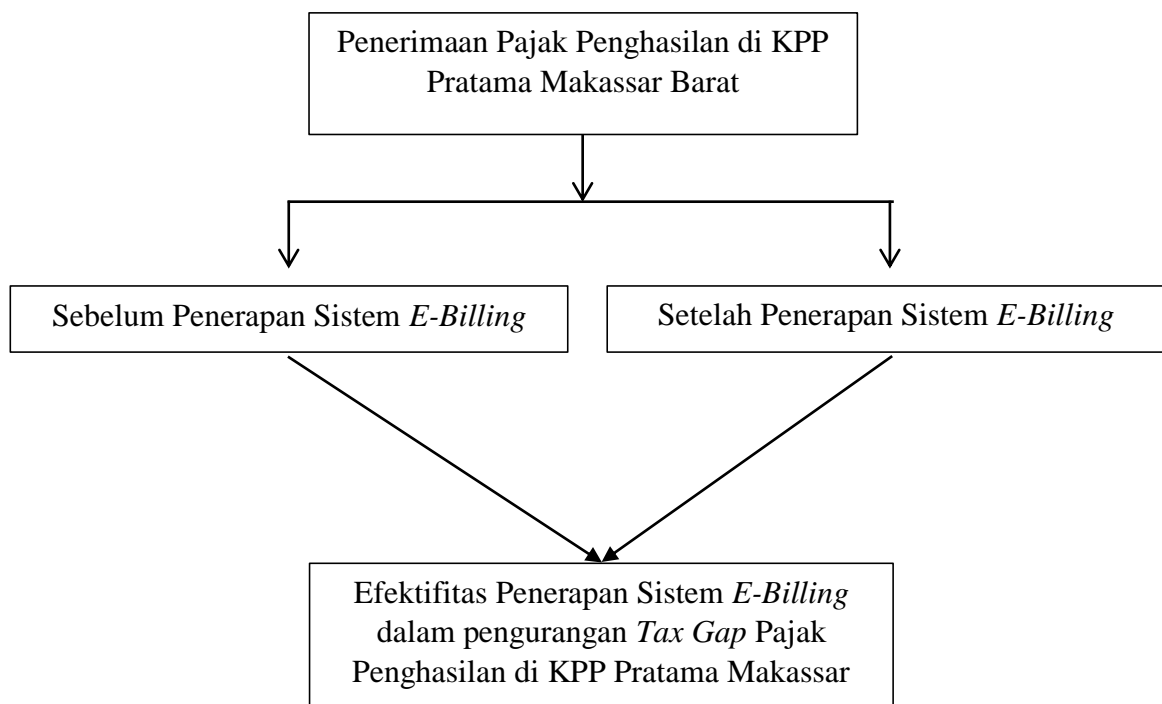 Penerimaan Pajak Penghasilan di KPP
Pratama Makassar Barat
Sebelum Penerapan Sistem E-Billing
Setelah Penerapan Sistem E-Billing
Efektifitas Penerapan Sistem E-Billing
dalam pengurangan Tax Gap Pajak
Penghasilan di KPP Pratama Makassar